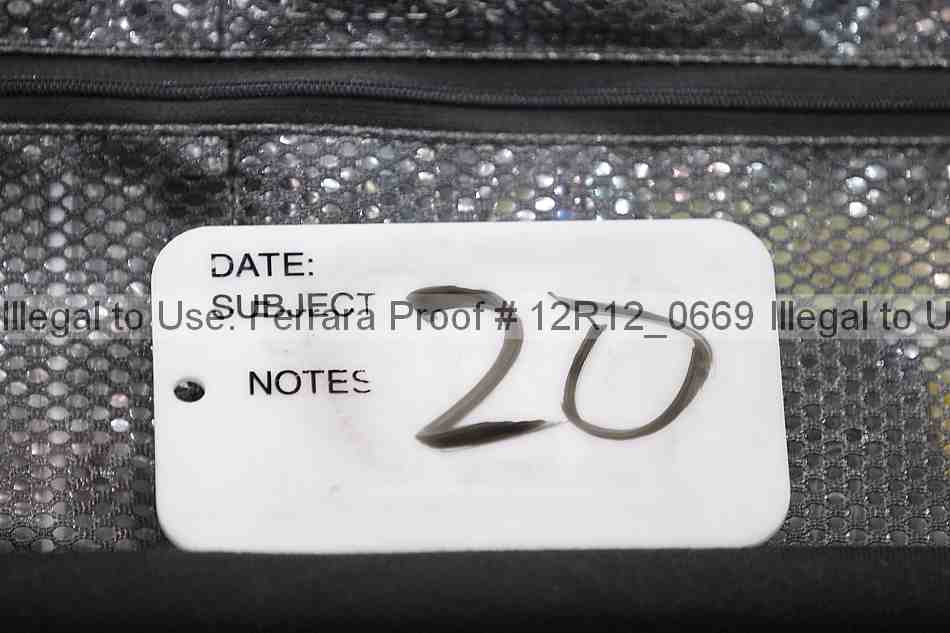 DATE:
SUBJECT
20
Illegal to Use. Ferrara Proof # 12R12_0669 Illegal to U
NOTES